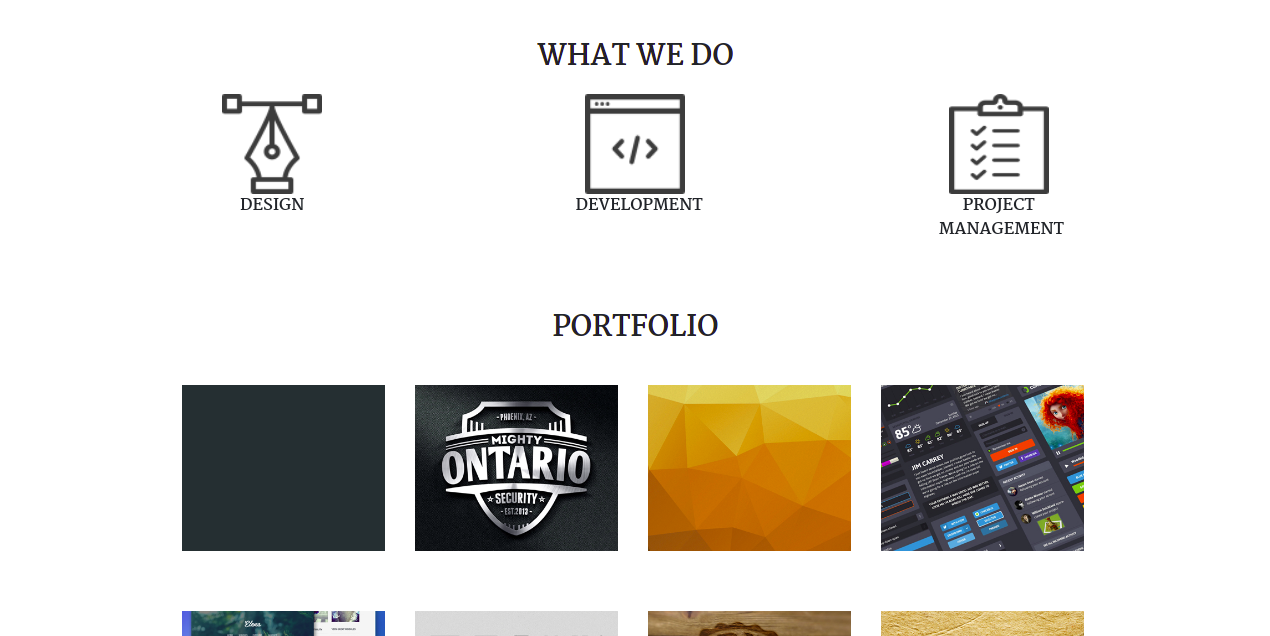 WHAT WE DO
DESIGN
DEVELOPMENT
PROJECT
MANAGEMENT
PORTFOLIO
- PHOENIX, AZ -
MIGHTY
ONTARIO
SECURITY
- EST.2013 -
85°
JIM CARREY